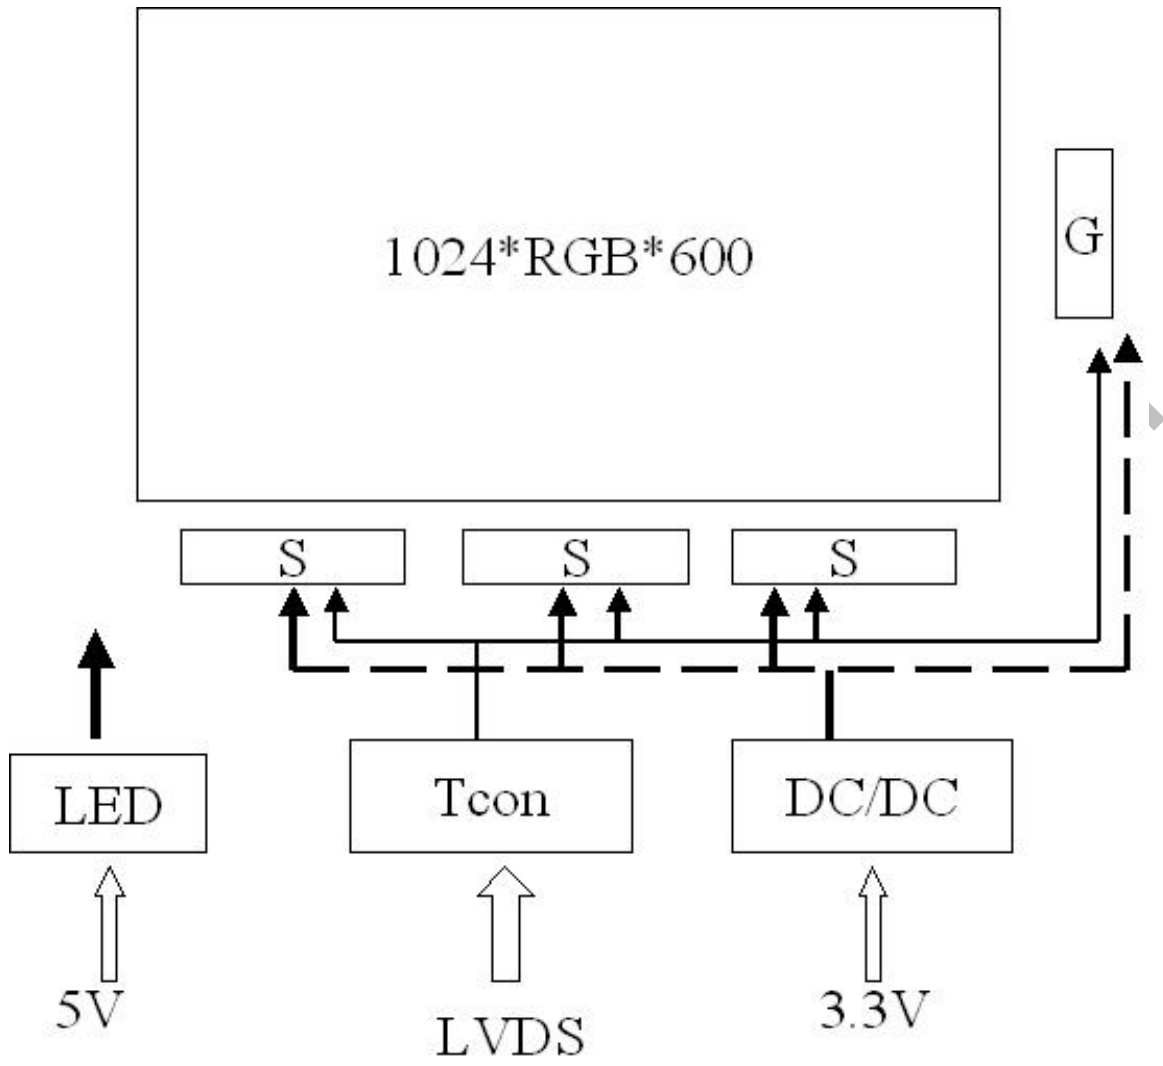 1024*RGB*600
G
S
S
S
LED
Tcon
DC/DC
5V
LVDS
3.3V